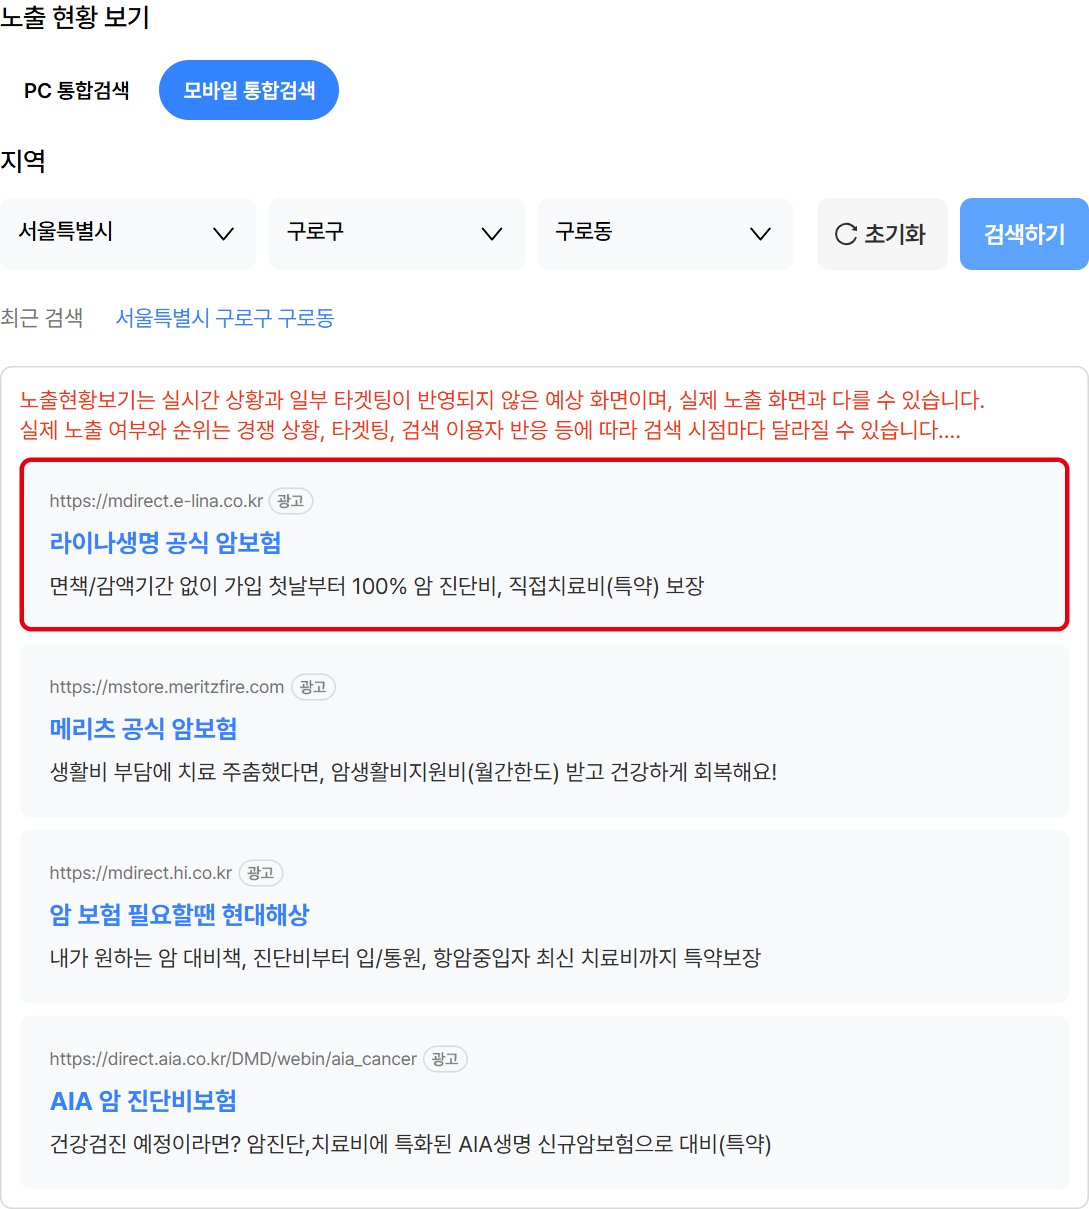 노출 현황 보기
PC 통합검색 모바일 통합검색
지역
서울특별시 구로구 구로동 초기화 검색하기
최근 검색 서울특별시 구로구 구로동
노출현황보기는 실시간 상황과 일부 타겟팅이 반영되지 않은 예상 화면이며, 실제 노출 화면과 다를 수 있습니다.
실제 노출 여부와 순위는 경쟁 상황, 타겟팅, 검색 이용자 반응 등에 따라 검색 시점마다 달라질 수 있습니다....
https://mdirect.e-lina.co.kr 광고
라이나생명 공식 암보험
면책/감액기간 없이 가입 첫날부터 100% 암 진단비, 직접치료비(특약) 보장
https://mstore.meritzfire.com 광고
메리츠 공식 암보험
생활비 부담에 치료 주춤했다면, 암생활비지원비(월간한도) 받고 건강하게 회복해요!
https://mdirect.hi.co.kr 광고
암 보험 필요할땐 현대해상
내가 원하는 암 대비책, 진단비부터 입/통원, 항암중입자 최신 치료비까지 특약보장
https://direct.aia.co.kr/DMD/webin/aia_cancer 광고
AIA 암 진단비보험
건강검진 예정이라면? 암진단,치료비에 특화된 AIA생명 신규암보험으로 대비(특약)